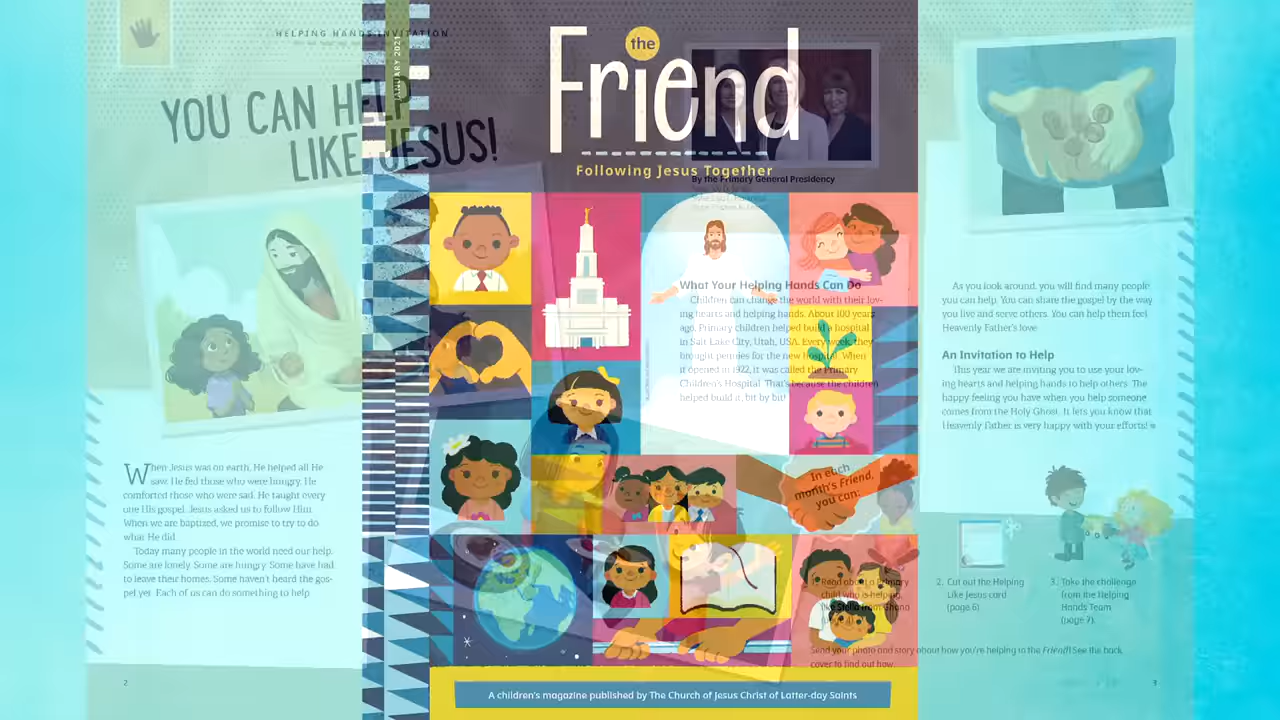 HELPING HANDS INVITATION
YOU CAN HELP
LIKE JESUS!
JANUARY 2021
the
Friend
Following Jesus Together
By the Primary General Presidency
When Jesus was on earth, He helped all He
saw. He fed those who were hungry. He
comforted those who were sad. He taught every
one His gospel. Jesus asked us to follow Him.
When we are baptized, we promise to try to do
what He did.
Today many people in the world need our help.
Some are lonely. Some are hungry. Some have had
to leave their homes. Some haven't heard the gos-
pel yet. Each of us can do something to help.
2
What Your Helping Hands Can Do
Children can change the world with their lov-
ing hearts and helping hands. About 100 years
ago, Primary children helped build a hospital
in Salt Lake City, Utah, USA. Every week, they
brought pennies for the new hospital. When
it opened in 1922, it was called the Primary
Children's Hospital. That's because the children
helped build it, bit by bit!
As you look around, you will find many people
you can help. You can share the gospel by the way
you live and serve others. You can help them feel
Heavenly Father's love.
An Invitation to Help
This year we are inviting you to use your lov-
ing hearts and helping hands to help others. The
happy feeling you have when you help someone
comes from the Holy Ghost. It lets you know that
Heavenly Father is very happy with your efforts!
In each
month's Friend,
you can:
1. Read about a Primary
child who is helping,
like Stella from Ghana
2. Cut out the Helping
Like Jesus card
(page 6)
3. Take the challenge
from the Helping
Hands Team
(page 7).
Send your photo and story about how you're helping to the Friend! See the back
cover to find out how.
3
A children's magazine published by The Church of Jesus Christ of Latter-day Saints